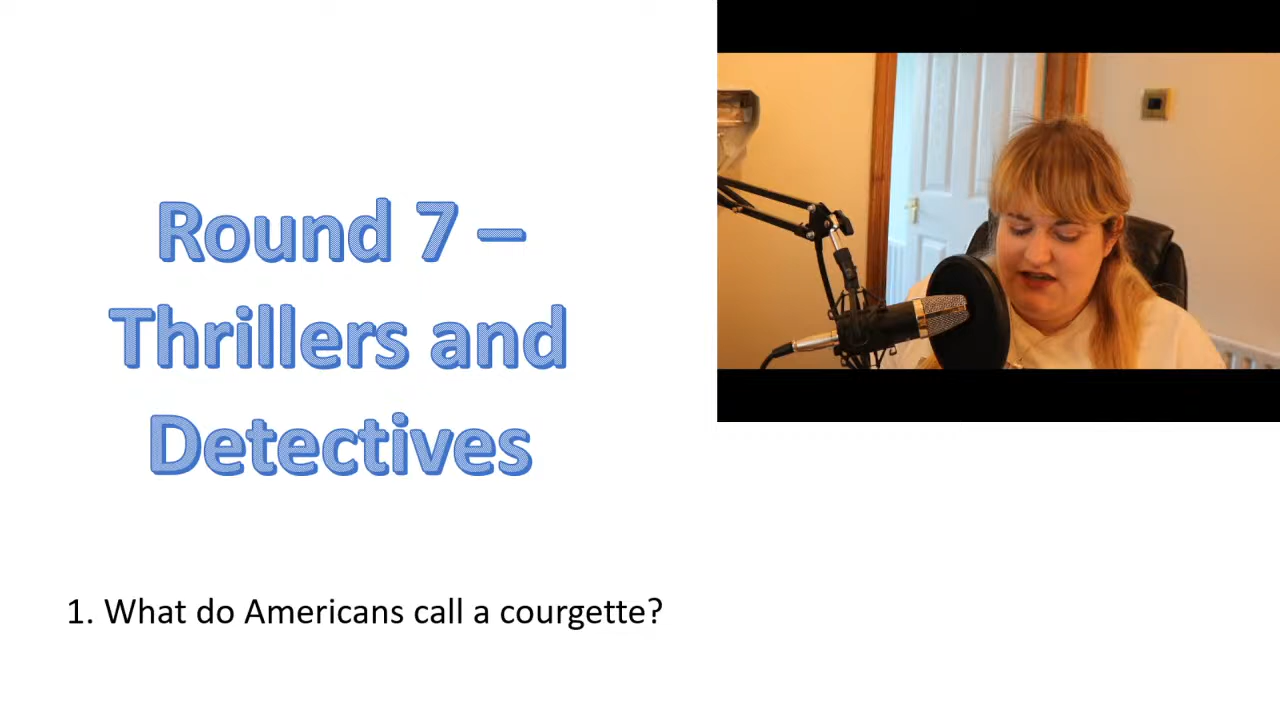 Round 7 –
Thrillers and
Detectives
1. What do Americans call a courgette?